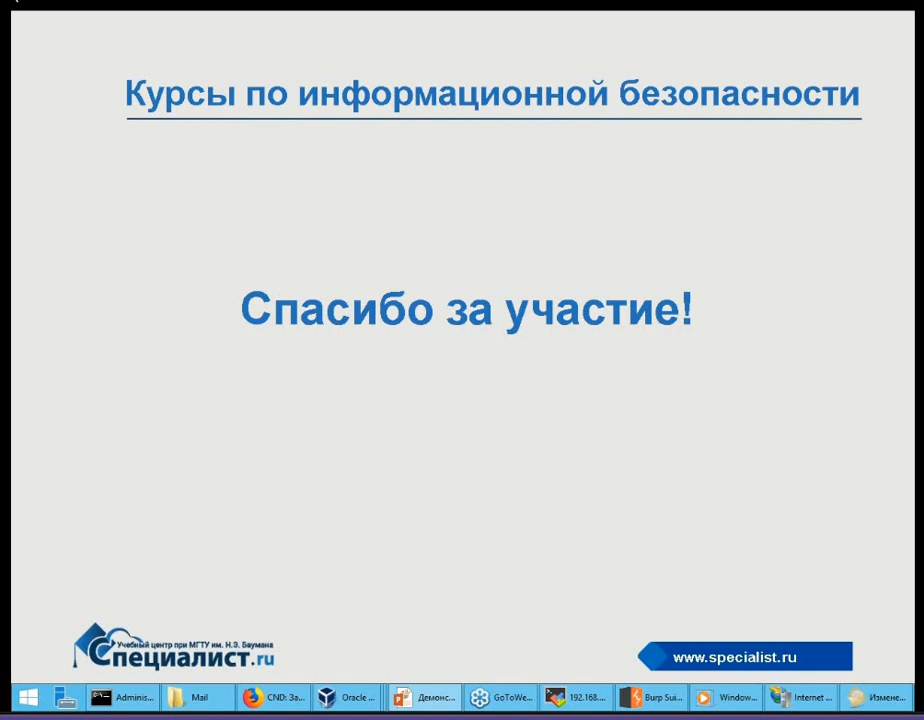 Курсы по информационной безопасности
Спасибо за участие!
Учебный центр при МГТУ им. Н.Э. Баумана
Специалист.ru
www.specialist.ru
Adminis... Mail CND: За... Oracle ... Демонс... GoToWe... 192.168.... Burp Sui... Window... Internet ... Измене...